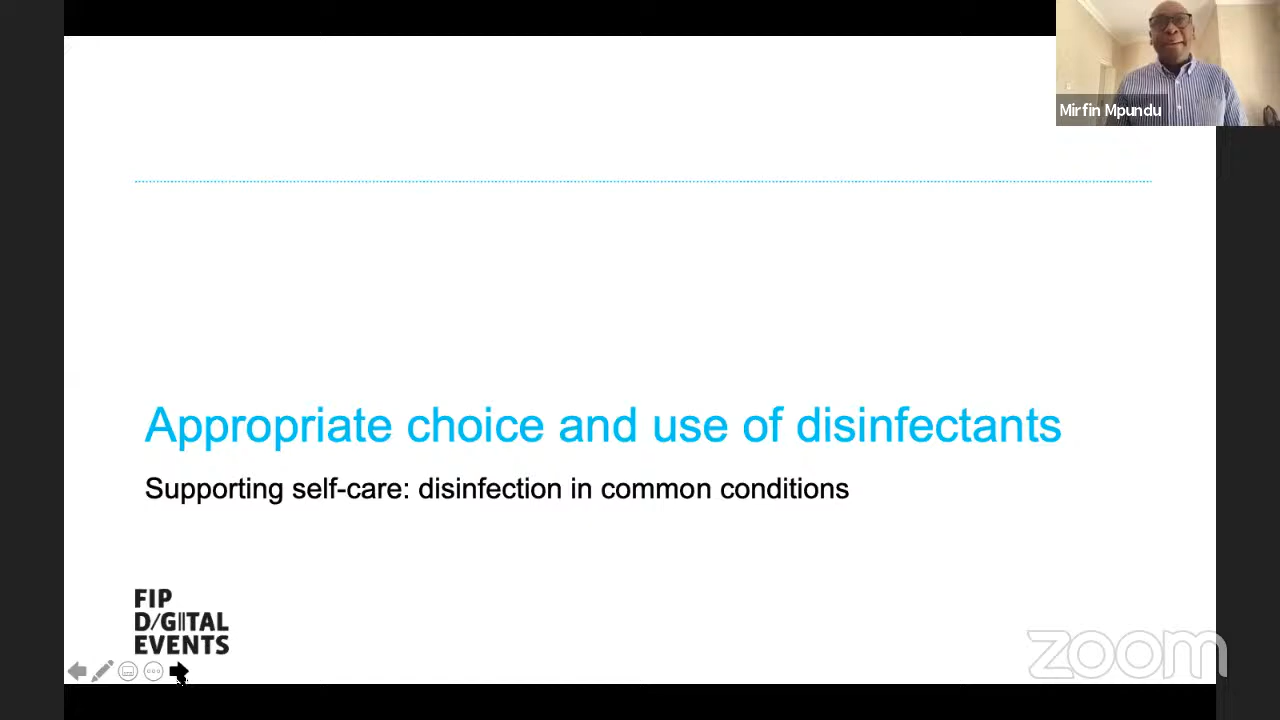 Mirfin Mpundu
Appropriate choice and use of disinfectants
Supporting self-care: disinfection in common conditions
FIP
D/GITAL
EVENTS
zoom